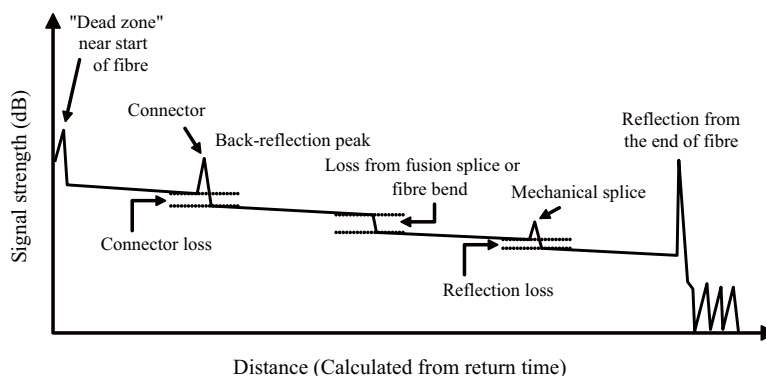 "Dead zone"
near start
of fibre
Connector
Back-reflection peak
Loss from fusion splice or
fibre bend
Mechanical splice
Reflection from
the end of fibre
Connector loss
Reflection loss
Signal strength (dB)
Distance (Calculated from return time)